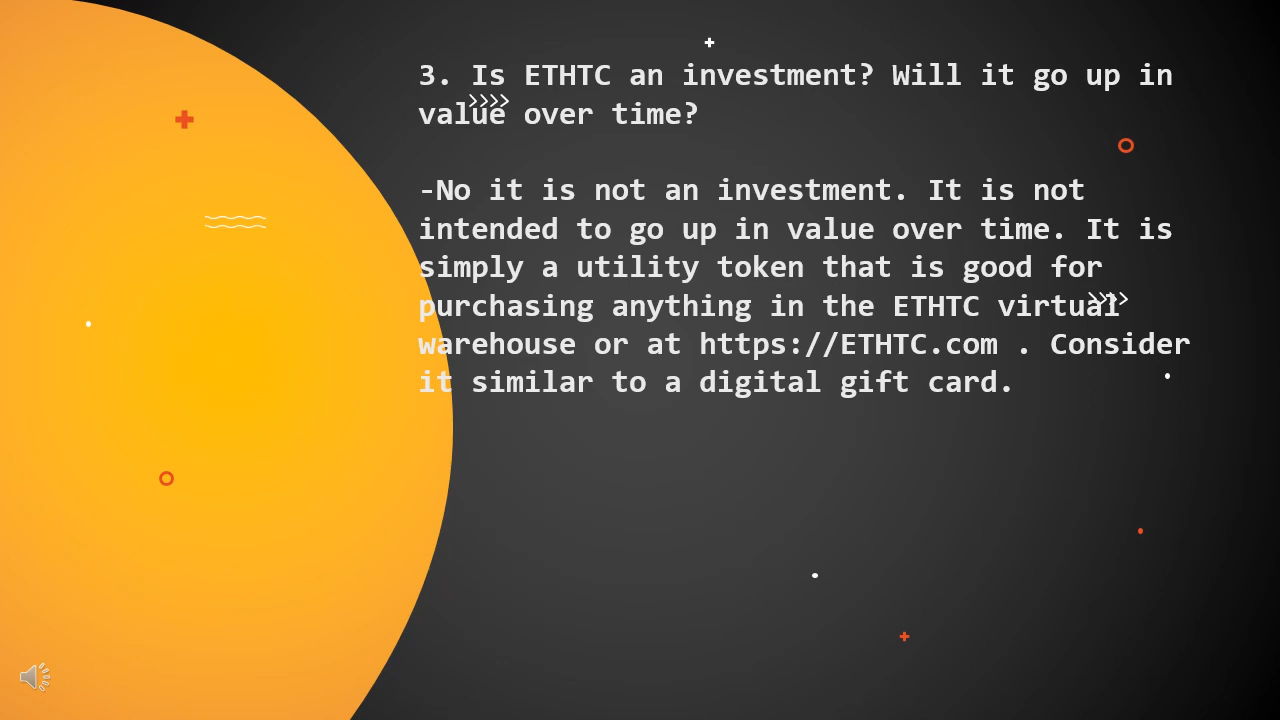 3. Is ETHTC an investment? Will it go up in
value over time?
-No it is not an investment. It is not
intended to go up in value over time. It is
simply a utility token that is good for
purchasing anything in the ETHTC virtual
warehouse or at https://ETHTC.com . Consider
it similar to a digital gift card.